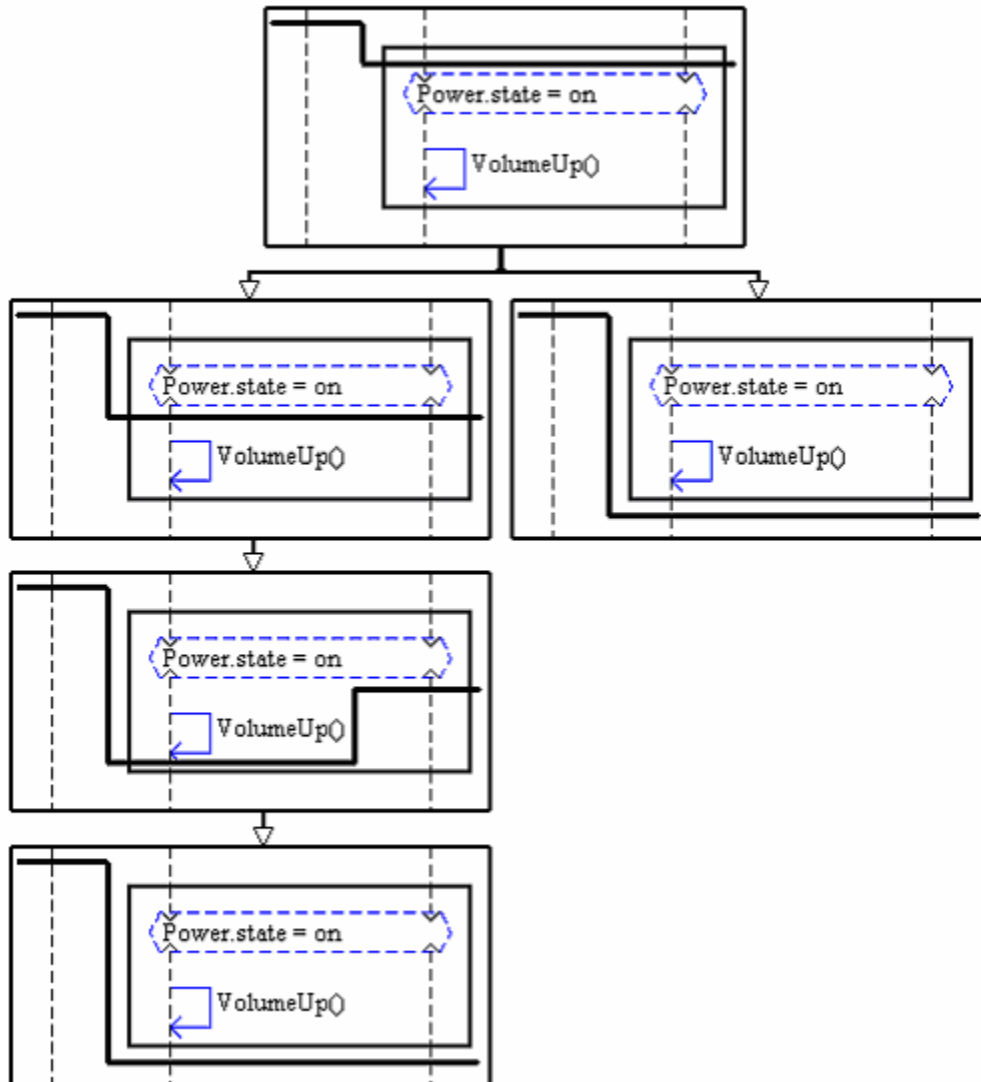 Power.state = on
VolumeUp()
Power.state = on
VolumeUp()
Power.state = on
VolumeUp()
Power.state = on
VolumeUp()
Power.state = on
VolumeUp()